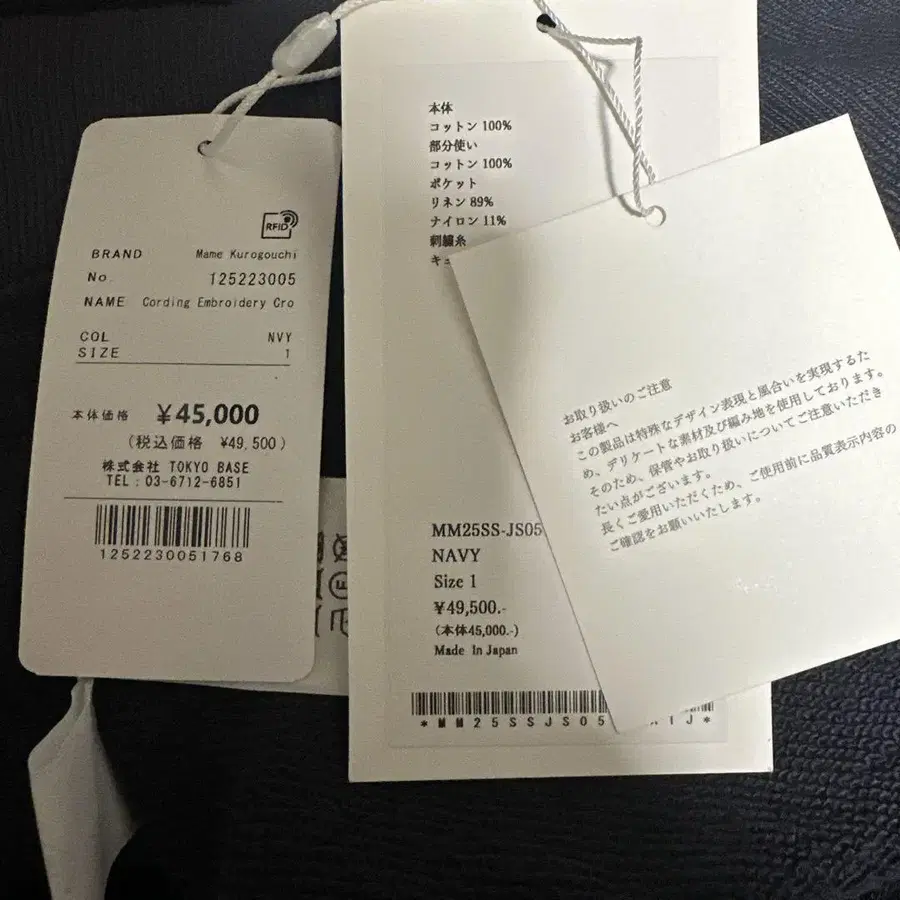 RFID
BRAND Mame Kurogouchi
No. 125223005
NAME Cording Embroidery Cro
COL NVY
SIZE 1
本体価格 ¥45,000
(税込価格 ¥49,500)
株式会社 TOKYO BASE
TEL:03-6712-6851
1252230051768
本体
コットン 100%
部分使い
コットン 100%
ポケット
リネン 89%
ナイロン 11%
刺繍糸
キュ
MM25SS-JS05
NAVY
Size 1
¥49,500.-
(本体45,000.-)
Made In Japan
*MM25SSJS05
IJ*
お取り扱いのご注意
お客様へ
この製品は特殊なデザイン表現と風合いを実現するた
め、デリケートな素材及び編み地を使用しております。
そのため、保管やお取り扱いについてご注意いただき
たい点がございます。
長くご愛用いただくため、ご使用前に品質表示内容の
ご確認をお願いいたします。